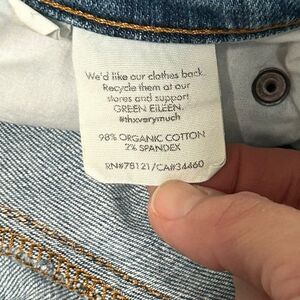 We'd like our clothes back.
Recycle them at our
stores and support
GREEN EILEEN.
#thxverymuch
98% ORGANIC COTTON
2% SPANDEX
RN#78121/CA#34460